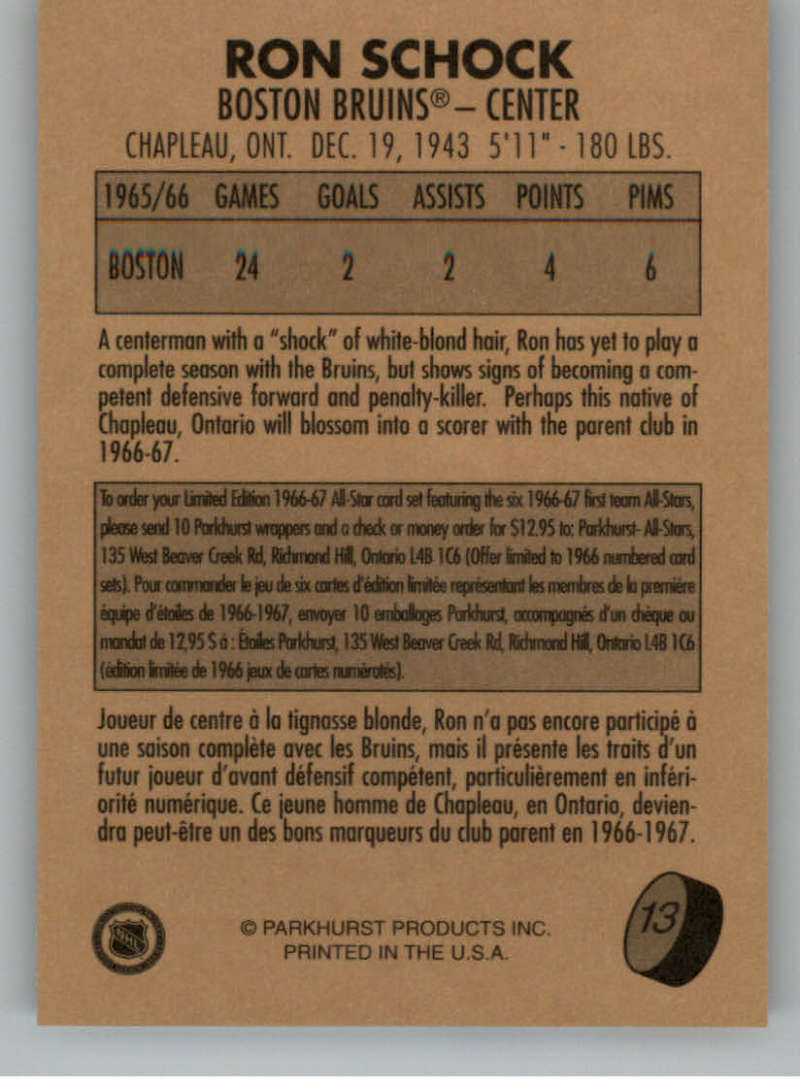 RON SCHOCK
BOSTON BRUINS® – CENTER
CHAPLEAU, ONT. DEC. 19, 1943 5'11" - 180 LBS.
1965/66 GAMES GOALS ASSISTS POINTS PIMS
BOSTON 24 2 2 4 6
A centerman with a "shock" of white-blond hair, Ron has yet to play a
complete season with the Bruins, but shows signs of becoming a com-
petent defensive forward and penalty-killer. Perhaps this native of
Chapleau, Ontario will blossom into a scorer with the parent club in
1966-67.
To order your Limited Edition 1966-67 All-Star card set featuring the six 1966-67 first team All-Stars,
please send 10 Parkhurst wrappers and a check or money order for $12.95 to: Parkhurst- All-Stars,
135 West Beaver Creek Rd, Richmond Hill, Ontario L4B 1C6 (Offer limited to 1966 numbered card
sets). Pour commander le jeu de six cartes d'édition limitée représentant les membres de la première
équipe d'étoiles de 1966-1967, envoyer 10 emballages Parkhurst, accompagnés d'un chèque ou
mandat de 12,95 $ à : Étoiles Parkhurst, 135 West Beaver Creek Rd, Richmond Hill, Ontario L4B 1C6
(édition limitée de 1966 jeux de cartes numérotés).
Joueur de centre à la tignasse blonde, Ron n'a pas encore participé à
une saison complète avec les Bruins, mais il présente les traits d'un
futur joueur d'avant défensif compétent, particulièrement en inféri-
orité numérique. Ce jeune homme de Chapleau, en Ontario, devien-
dra peut-être un des bons marqueurs du club parent en 1966-1967.
NHL
© PARKHURST PRODUCTS INC.
PRINTED IN THE U.S.A.
13